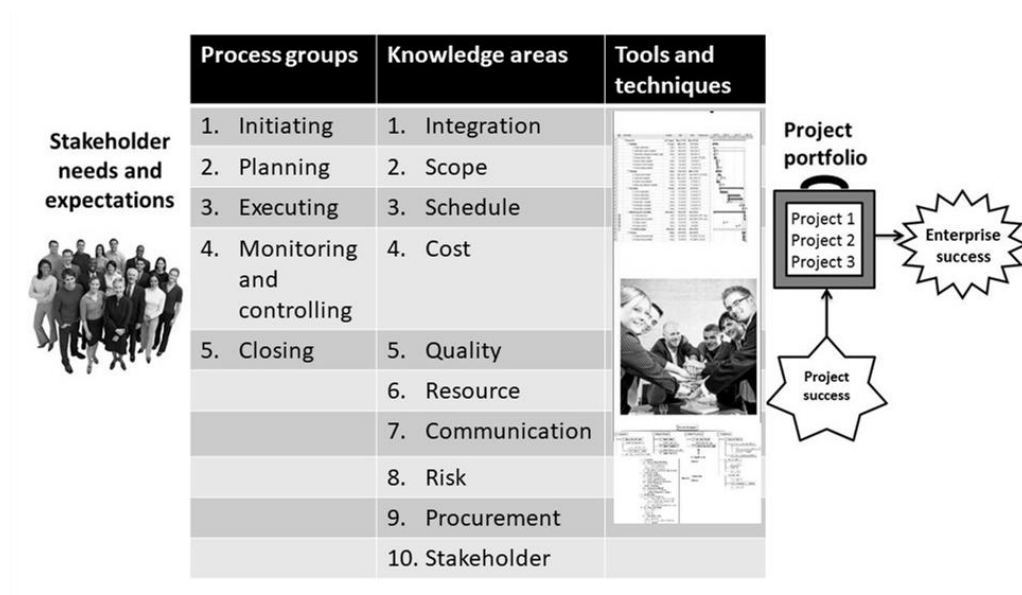 Stakeholder
needs and
expectations
Process groups
Knowledge areas
Tools and
techniques
1. Initiating
1. Integration
2. Planning
2. Scope
3. Executing
3. Schedule
4. Monitoring
and
controlling
4. Cost
5. Closing
5. Quality
6. Resource
7. Communication
8. Risk
9. Procurement
10. Stakeholder
Project
portfolio
Project 1
Project 2
Project 3
Enterprise
success
Project
success